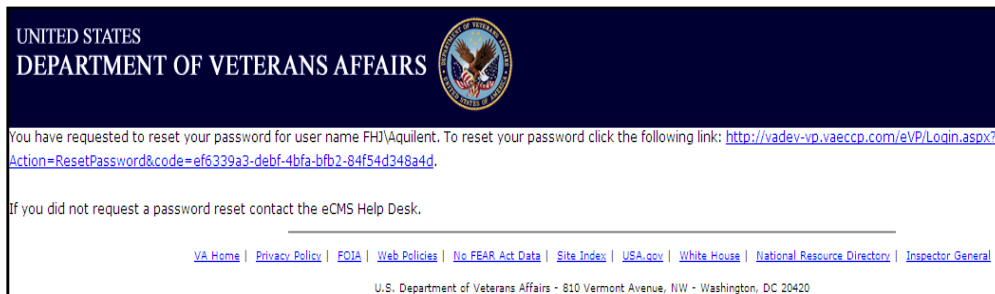 UNITED STATES
DEPARTMENT OF VETERANS AFFAIRS
You have requested to reset your password for user name FHJ\Aquilent. To reset your password click the following link: http://vadev-vp.vaeccp.com/eVP/Login.aspx?
Action=ResetPassword&code=ef6339a3-debf-4bfa-bfb2-84f54d348a4d.
If you did not request a password reset contact the eCMS Help Desk.
VA Home | Privacy Policy | FOIA | Web Policies | No FEAR Act Data | Site Index | USA.gov | White House | National Resource Directory | Inspector General
U.S. Department of Veterans Affairs - 810 Vermont Avenue, NW - Washington, DC 20420